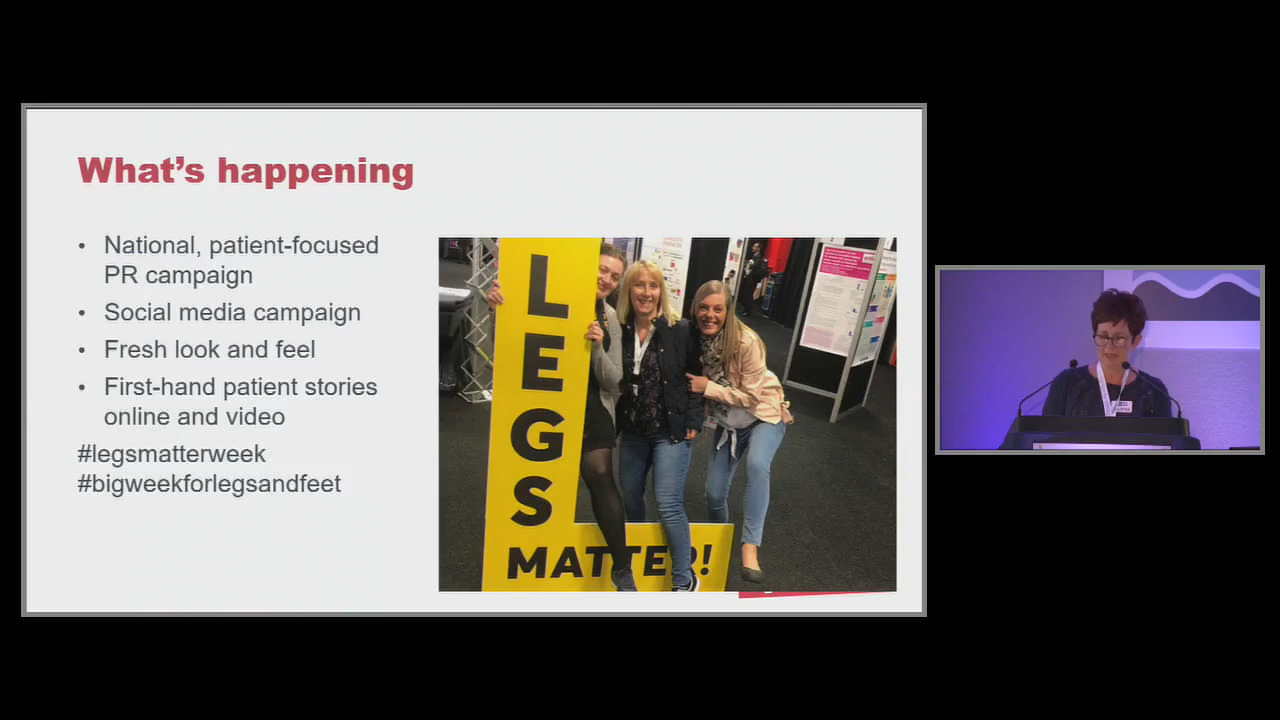 What's happening
• National, patient-focused
PR campaign
• Social media campaign
• Fresh look and feel
• First-hand patient stories
online and video
#legsmatterweek
#bigweekforlegsandfeet
LEGS
MATTER!